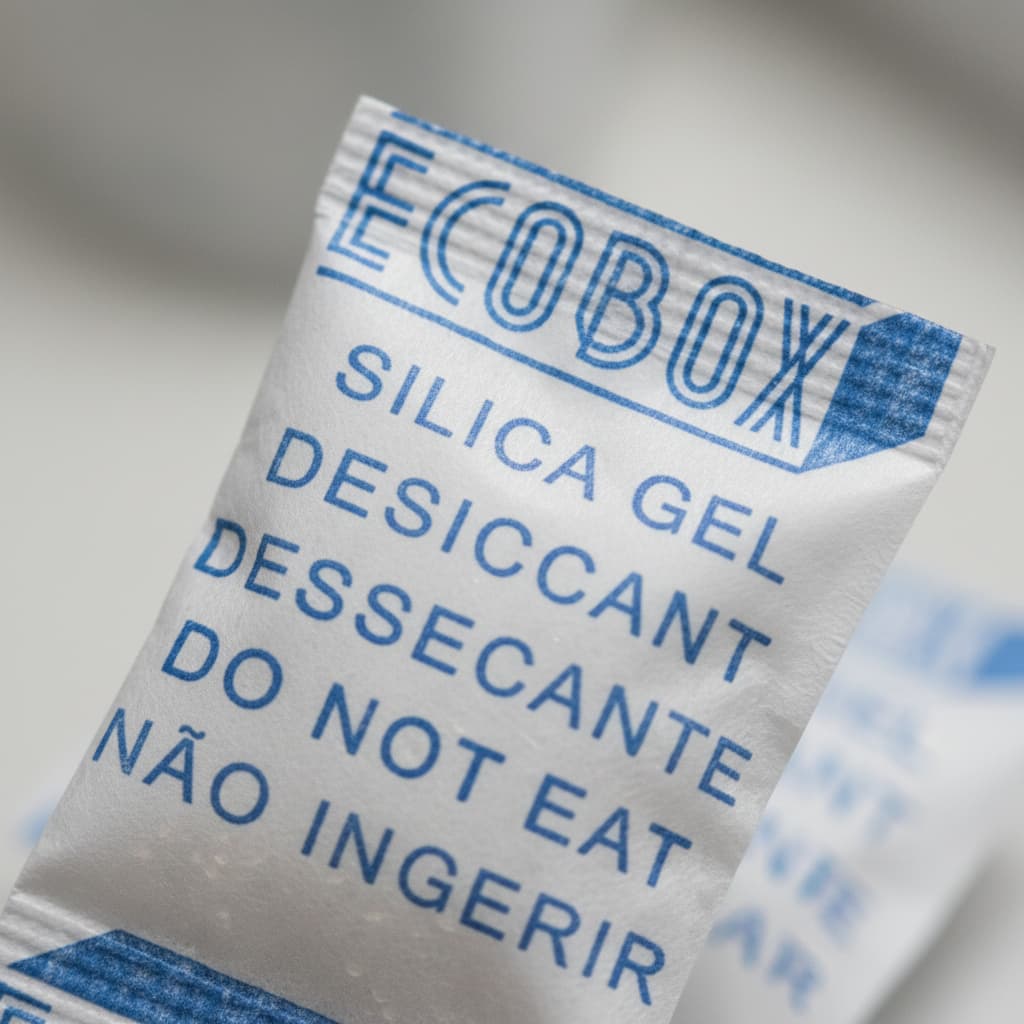 ECOBOX
SILICA GEL
DESICCANT
DESSECANTE
DO NOT EAT
NÃO INGERIR